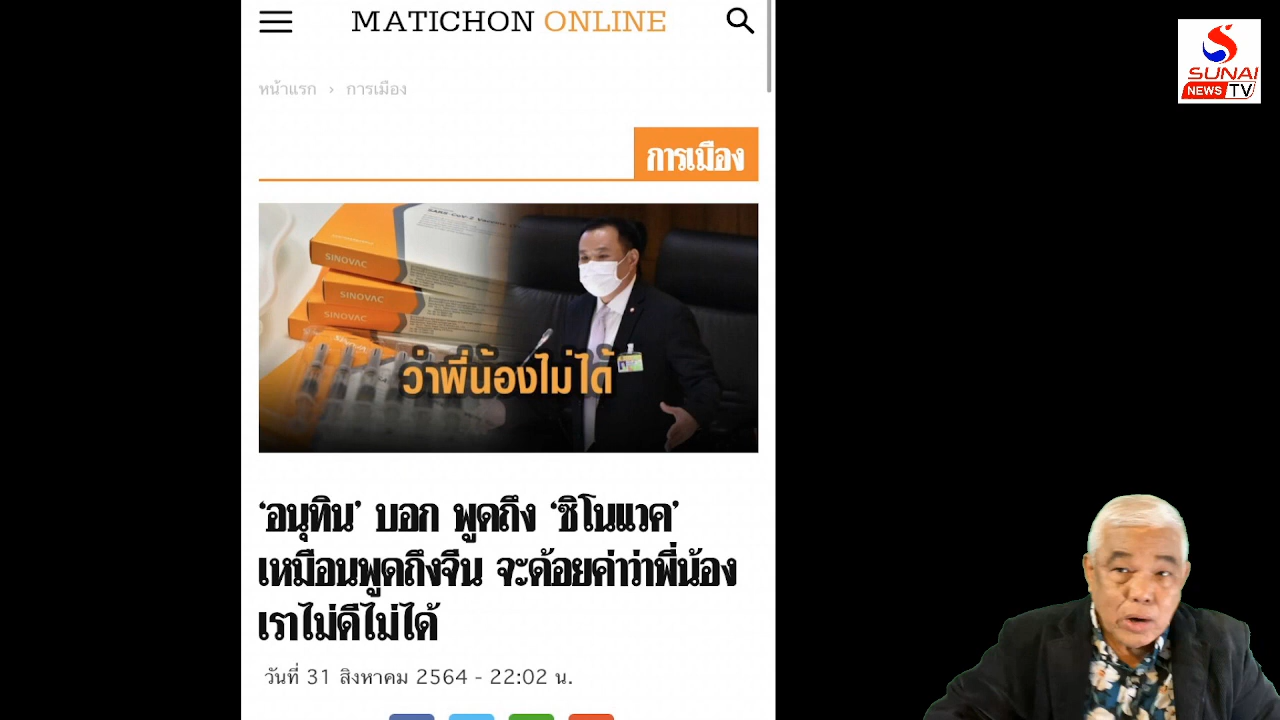 MATICHON ONLINE
SUNAI
NEWS TV
หน้าแรก › การเมือง
การเมือง
SARS-CoV-2 Vaccine
SINOVAC
SINOVAC
SINOVAC
ว่าพี่น้องไม่ได้
‘อนุทิน’ บอก พูดถึง ‘ซิโนแวค’
เหมือนพูดถึงจีน จะด้อยค่าว่าพี่น้อง
เราไม่ดีไม่ได้
วันที่ 31 สิงหาคม 2564 - 22:02 น.